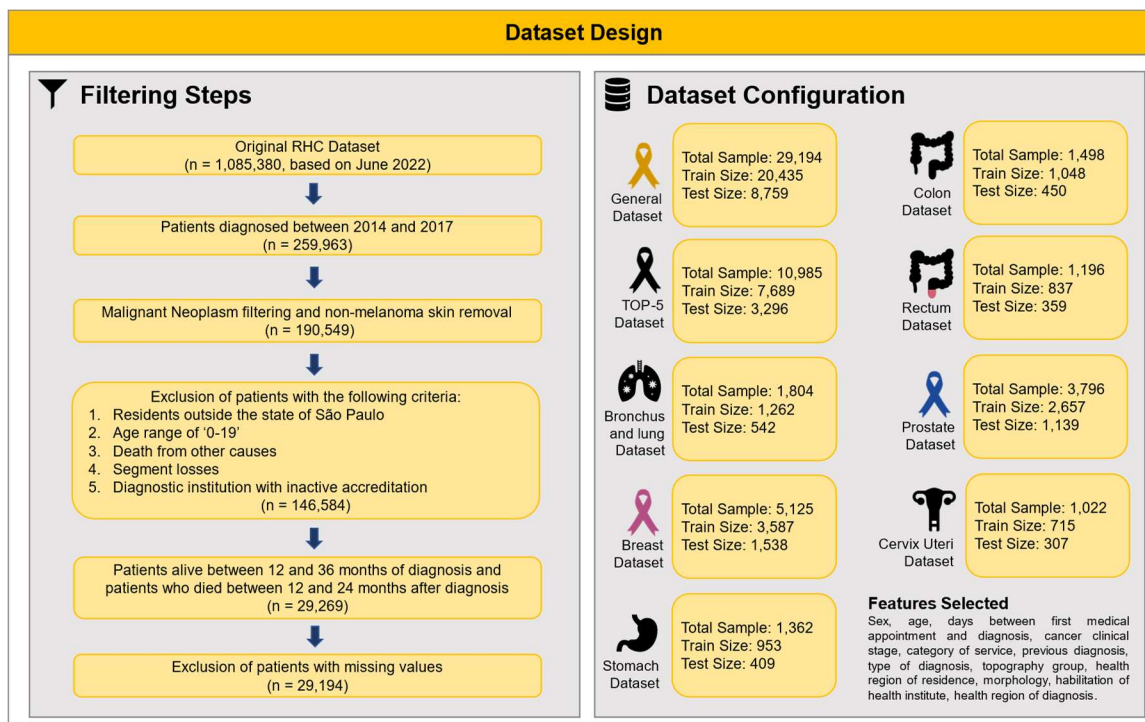 Dataset Design
Filtering Steps
Original RHC Dataset
(n = 1,085,380, based on June 2022)
Patients diagnosed between 2014 and 2017
(n = 259,963)
Malignant Neoplasm filtering and non-melanoma skin removal
(n = 190,549)
Exclusion of patients with the following criteria:
1. Residents outside the state of São Paulo
2. Age range of ‘0-19’
3. Death from other causes
4. Segment losses
5. Diagnostic institution with inactive accreditation
(n = 146,584)
Patients alive between 12 and 36 months of diagnosis and
patients who died between 12 and 24 months after diagnosis
(n = 29,269)
Exclusion of patients with missing values
(n = 29,194)
Dataset Configuration
General
Dataset
Total Sample: 29,194
Train Size: 20,435
Test Size: 8,759
Colon
Dataset
Total Sample: 1,498
Train Size: 1,048
Test Size: 450
TOP-5
Dataset
Total Sample: 10,985
Train Size: 7,689
Test Size: 3,296
Rectum
Dataset
Total Sample: 1,196
Train Size: 837
Test Size: 359
Bronchus
and lung
Dataset
Total Sample: 1,804
Train Size: 1,262
Test Size: 542
Prostate
Dataset
Total Sample: 3,796
Train Size: 2,657
Test Size: 1,139
Breast
Dataset
Total Sample: 5,125
Train Size: 3,587
Test Size: 1,538
Cervix Uteri
Dataset
Total Sample: 1,022
Train Size: 715
Test Size: 307
Stomach
Dataset
Total Sample: 1,362
Train Size: 953
Test Size: 409
Features Selected
Sex, age, days between first medical
appointment and diagnosis, cancer clinical
stage, category of service, previous diagnosis,
type of diagnosis, topography group, health
region of residence, morphology, habilitation of
health institute, health region of diagnosis.